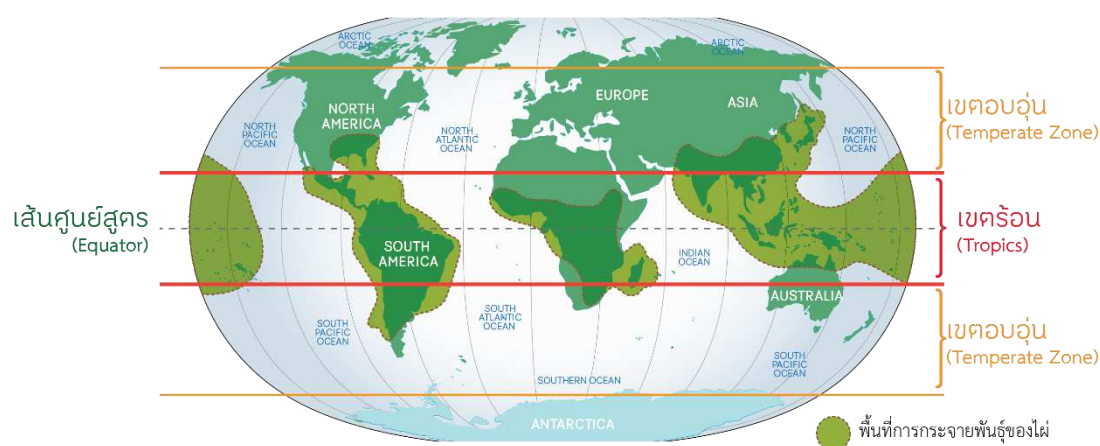 ARCTIC
OCEAN
ARCTIC
OCEAN
EUROPE
ASIA
NORTH
AMERICA
NORTH
PACIFIC
OCEAN
NORTH
ATLANTIC
OCEAN
NORTH
PACIFIC
OCEAN
เขตอบอุ่น
(Temperate Zone)
เส้นศูนย์สูตร
(Equator)
SOUTH
AMERICA
INDIAN
OCEAN
เขตร้อน
(Tropics)
AUSTRALIA
SOUTH
PACIFIC
OCEAN
SOUTH
ATLANTIC
OCEAN
SOUTH
PACIFIC
OCEAN
เขตอบอุ่น
(Temperate Zone)
SOUTHERN OCEAN
ANTARCTICA
พื้นที่การกระจายพันธุ์ของไผ่